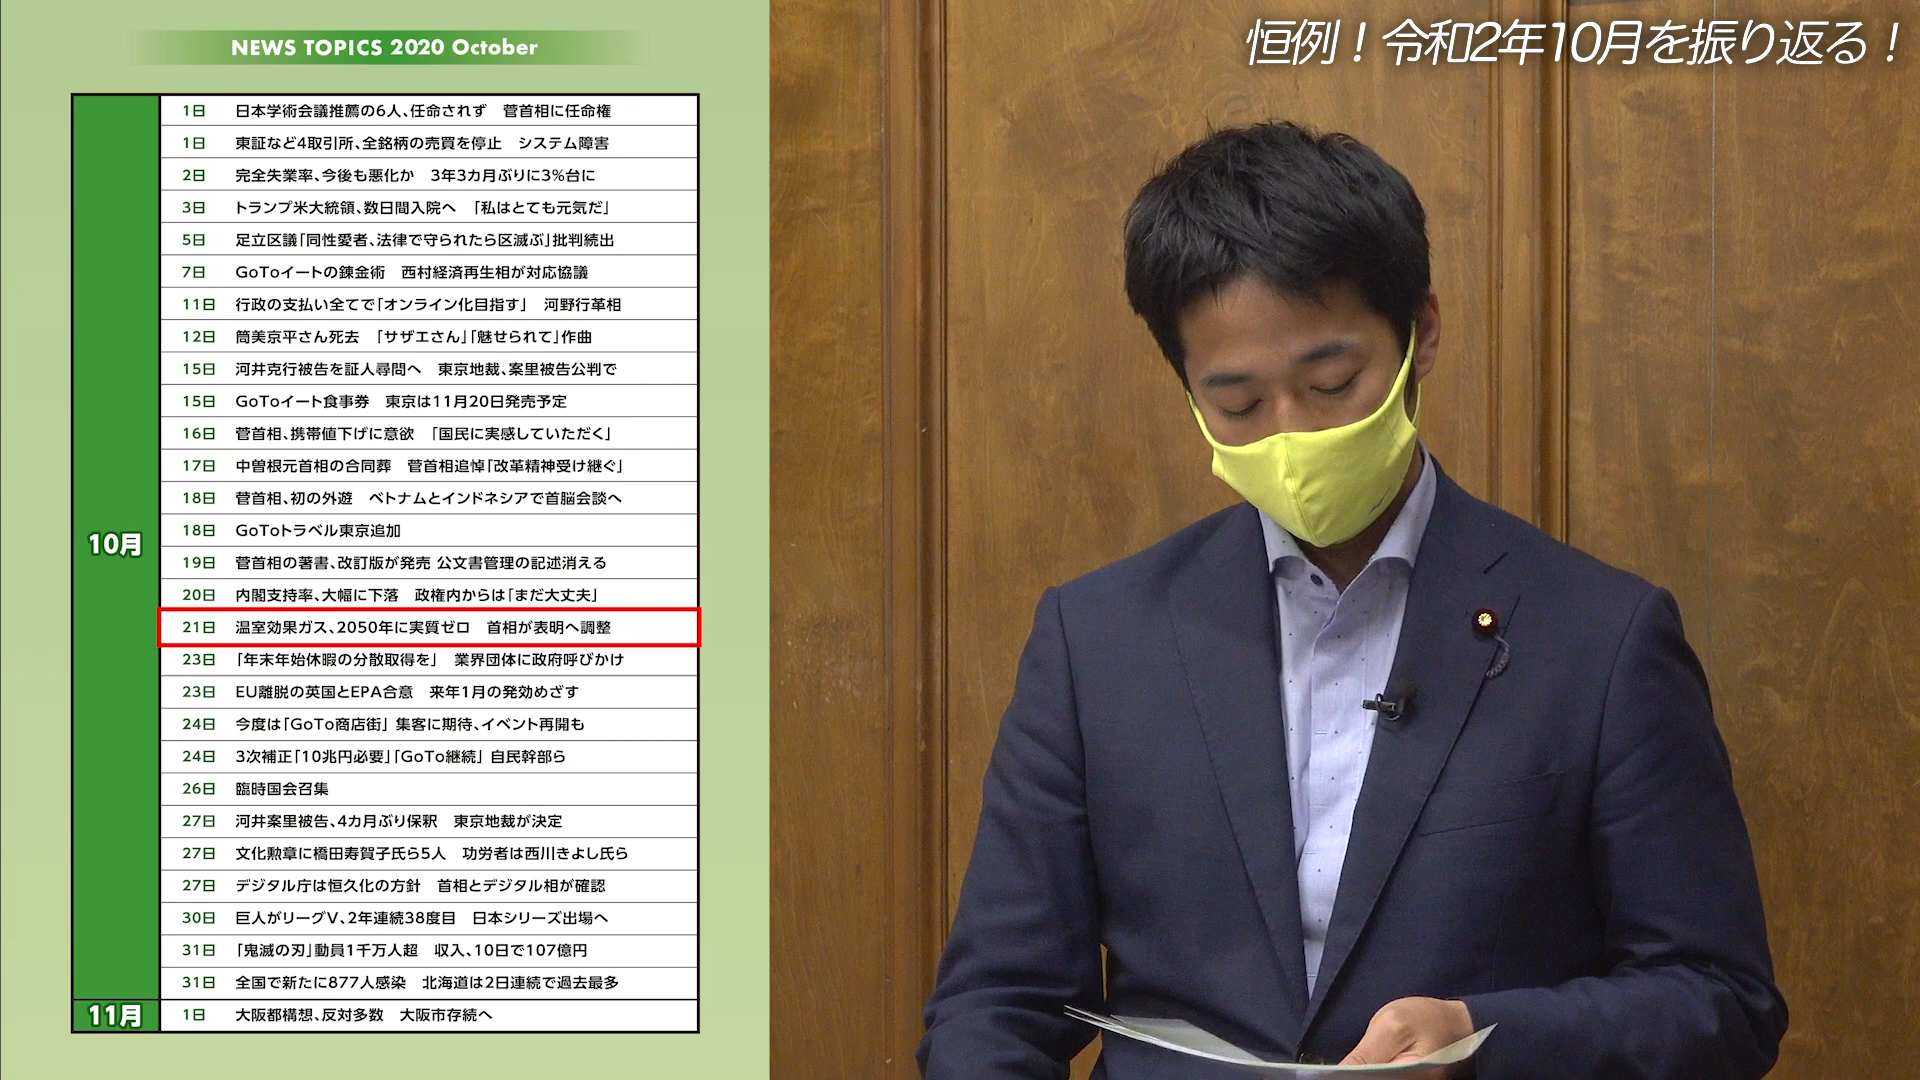 NEWS TOPICS 2020 October
恒例！令和2年10月を振り返る！
10月
1日 日本学術会議推薦の6人、任命されず 菅首相に任命権
1日 東証など4取引所、全銘柄の売買を停止 システム障害
2日 完全失業率、今後も悪化か 3年3カ月ぶりに3%台に
3日 トランプ米大統領、数日間入院へ 「私はとても元気だ」
5日 足立区議「同性愛者、法律で守られたら区滅ぶ」批判続出
7日 GoToイートの錬金術 西村経済再生相が対応協議
11日 行政の支払い全てで「オンライン化目指す」 河野行革相
12日 筒美京平さん死去 「サザエさん」「魅せられて」作曲
15日 河井克行被告を証人尋問へ 東京地裁、案里被告公判で
15日 GoToイート食事券 東京は11月20日発売予定
16日 菅首相、携帯値下げに意欲 「国民に実感していただく」
17日 中曽根元首相の合同葬 菅首相追悼「改革精神受け継ぐ」
18日 菅首相、初の外遊 ベトナムとインドネシアで首脳会談へ
18日 GoToトラベル東京追加
19日 菅首相の著書、改訂版が発売 公文書管理の記述消える
20日 内閣支持率、大幅に下落 政権内からは「まだ大丈夫」
21日 温室効果ガス、2050年に実質ゼロ 首相が表明へ調整
23日 「年末年始休暇の分散取得を」 業界団体に政府呼びかけ
23日 EU離脱の英国とEPA合意 来年1月の発効めざす
24日 今度は「GoTo商店街」 集客に期待、イベント再開も
24日 3次補正「10兆円必要」「GoTo継続」 自民幹部ら
26日 臨時国会召集
27日 河井案里被告、4カ月ぶり保釈 東京地裁が決定
27日 文化勲章に橋田寿賀子氏ら5人 功労者は西川きよし氏ら
27日 デジタル庁は恒久化の方針 首相とデジタル相が確認
30日 巨人がリーグV、2年連続38度目 日本シリーズ出場へ
31日 「鬼滅の刃」動員1千万人超 収入、10日で107億円
31日 全国で新たに877人感染 北海道は2日連続で過去最多
11月
1日 大阪都構想、反対多数 大阪市存続へ